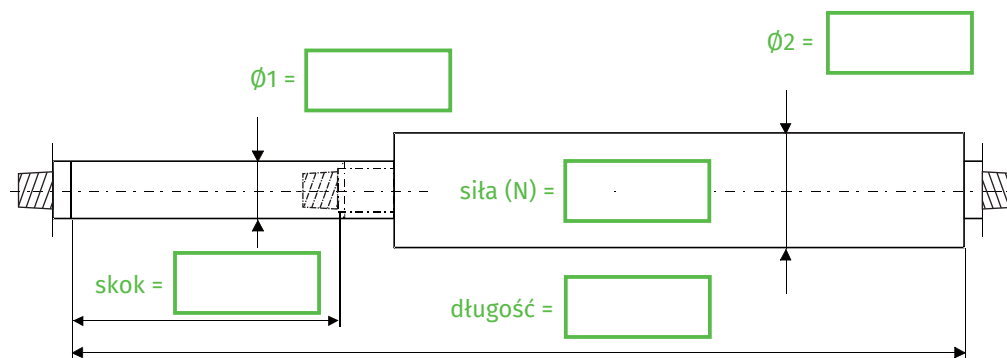 Ø2 =
Ø1 =
siła (N) =
skok =
długość =